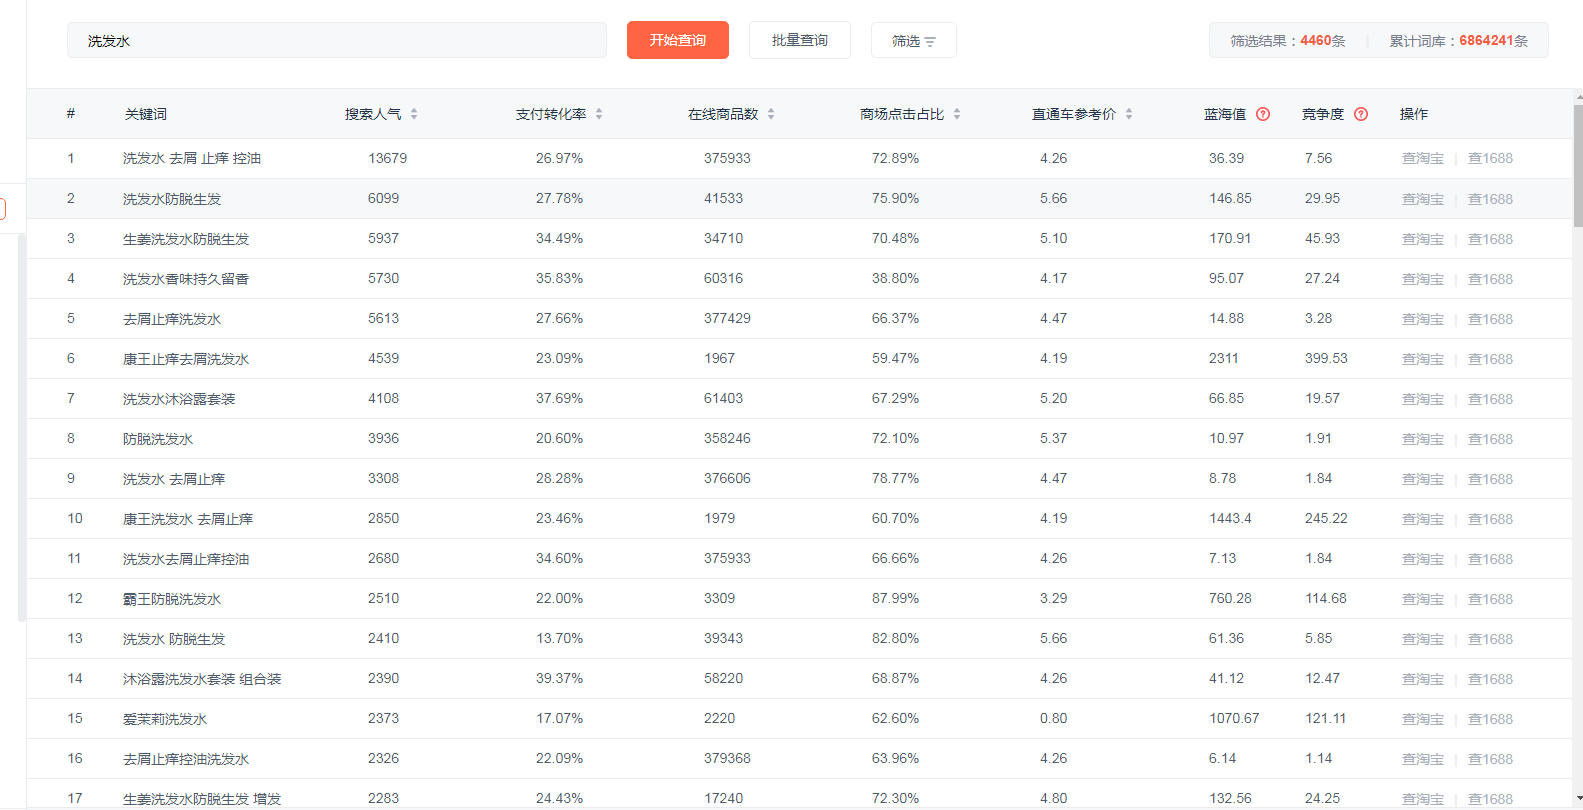 洗发水 开始查询 批量查询 筛选 筛选结果：4460条 累计词库：6864241条
# 关键词 搜索人气 支付转化率 在线商品数 商场点击占比 直通车参考价 蓝海值 竞争度 操作
1 洗发水 去屑 止痒 控油 13679 26.97% 375933 72.89% 4.26 36.39 7.56 查淘宝 查1688
2 洗发水防脱生发 6099 27.78% 41533 75.90% 5.66 146.85 29.95 查淘宝 查1688
3 生姜洗发水防脱生发 5937 34.49% 34710 70.48% 5.10 170.91 45.93 查淘宝 查1688
4 洗发水香味持久留香 5730 35.83% 60316 38.80% 4.17 95.07 27.24 查淘宝 查1688
5 去屑止痒洗发水 5613 27.66% 377429 66.37% 4.47 14.88 3.28 查淘宝 查1688
6 康王止痒去屑洗发水 4539 23.09% 1967 59.47% 4.19 2311 399.53 查淘宝 查1688
7 洗发水沐浴露套装 4108 37.69% 61403 67.29% 5.20 66.85 19.57 查淘宝 查1688
8 防脱洗发水 3936 20.60% 358246 72.10% 5.37 10.97 1.91 查淘宝 查1688
9 洗发水 去屑止痒 3308 28.28% 376606 78.77% 4.47 8.78 1.84 查淘宝 查1688
10 康王洗发水 去屑止痒 2850 23.46% 1979 60.70% 4.19 1443.4 245.22 查淘宝 查1688
11 洗发水去屑止痒控油 2680 34.60% 375933 66.66% 4.26 7.13 1.84 查淘宝 查1688
12 霸王防脱洗发水 2510 22.00% 3309 87.99% 3.29 760.28 114.68 查淘宝 查1688
13 洗发水 防脱生发 2410 13.70% 39343 82.80% 5.66 61.36 5.85 查淘宝 查1688
14 沐浴露洗发水套装 组合装 2390 39.37% 58220 68.87% 4.26 41.12 12.47 查淘宝 查1688
15 爱茉莉洗发水 2373 17.07% 2220 62.60% 0.80 1070.67 121.11 查淘宝 查1688
16 去屑止痒控油洗发水 2326 22.09% 379368 63.96% 4.26 6.14 1.14 查淘宝 查1688
17 生姜洗发水防脱生发 增发 2283 24.43% 17240 72.30% 4.80 132.56 24.25 查淘宝 查1688